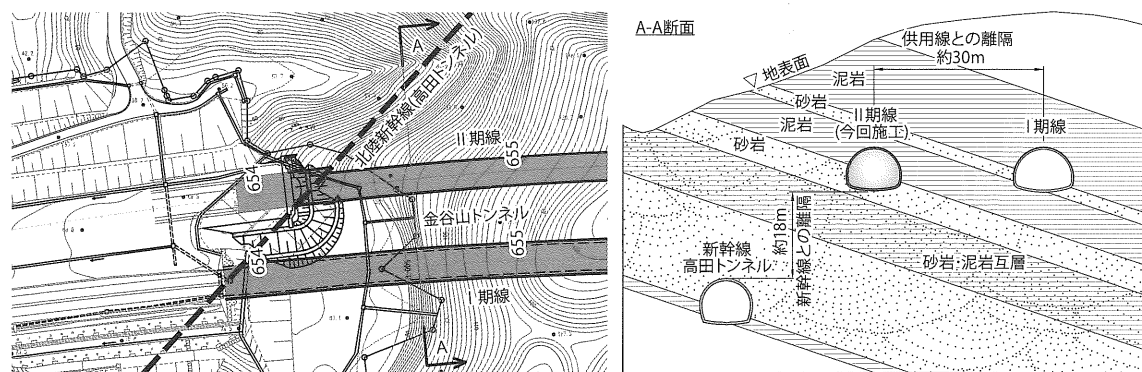 A
北陸新幹線(高田トンネル)
Ⅱ期線
654
655
金谷山トンネル
654
655
Ⅰ期線
A
A-A断面
供用線との離隔
約30m
地表面
泥岩
砂岩
泥岩
砂岩
Ⅱ期線
(今回施工)
Ⅰ期線
新幹線との離隔
約18m
新幹線
高田トンネル
砂岩・泥岩互層